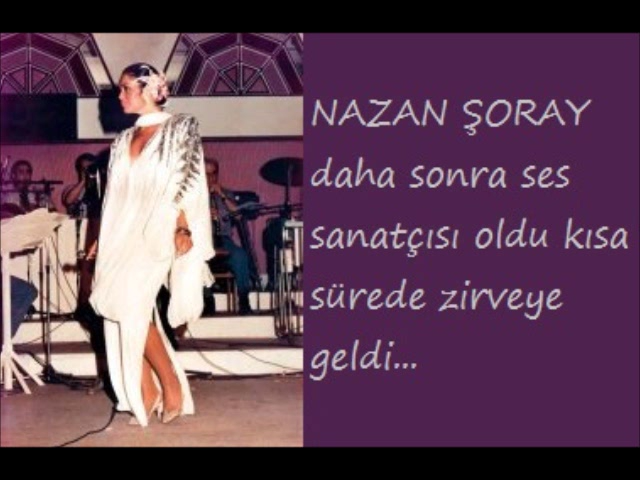 NAZAN ŞORAY
daha sonra ses
sanatçısı oldu kısa
sürede zirveye
geldi...